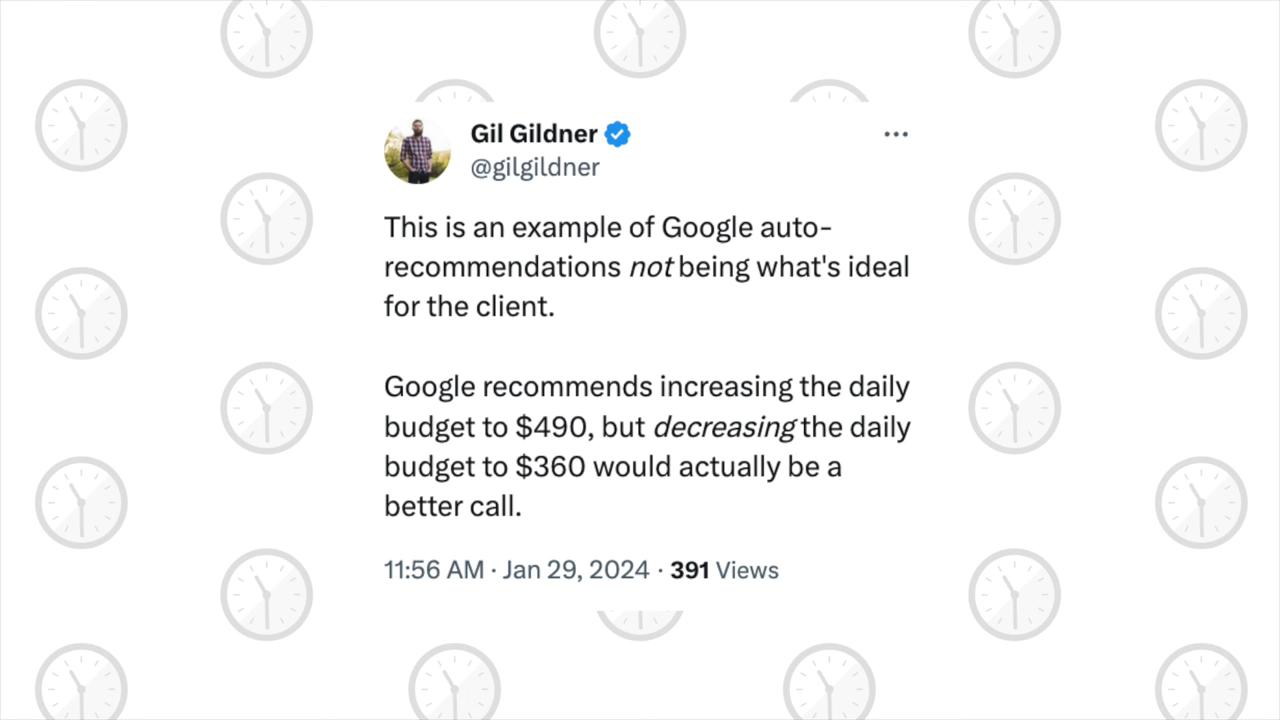 Gil Gildner
@gilgildner
This is an example of Google auto-
recommendations not being what's ideal
for the client.
Google recommends increasing the daily
budget to $490, but decreasing the daily
budget to $360 would actually be a
better call.
11:56 AM · Jan 29, 2024 · 391 Views